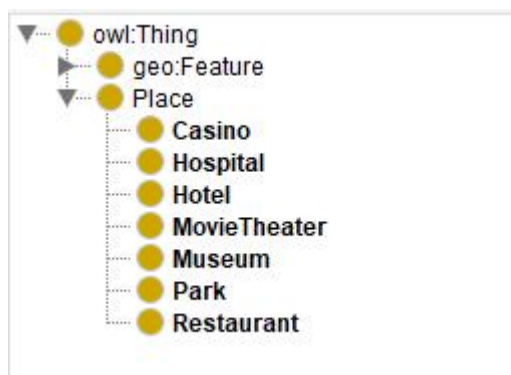 owl:Thing
geo:Feature
Place
Casino
Hospital
Hotel
MovieTheater
Museum
Park
Restaurant